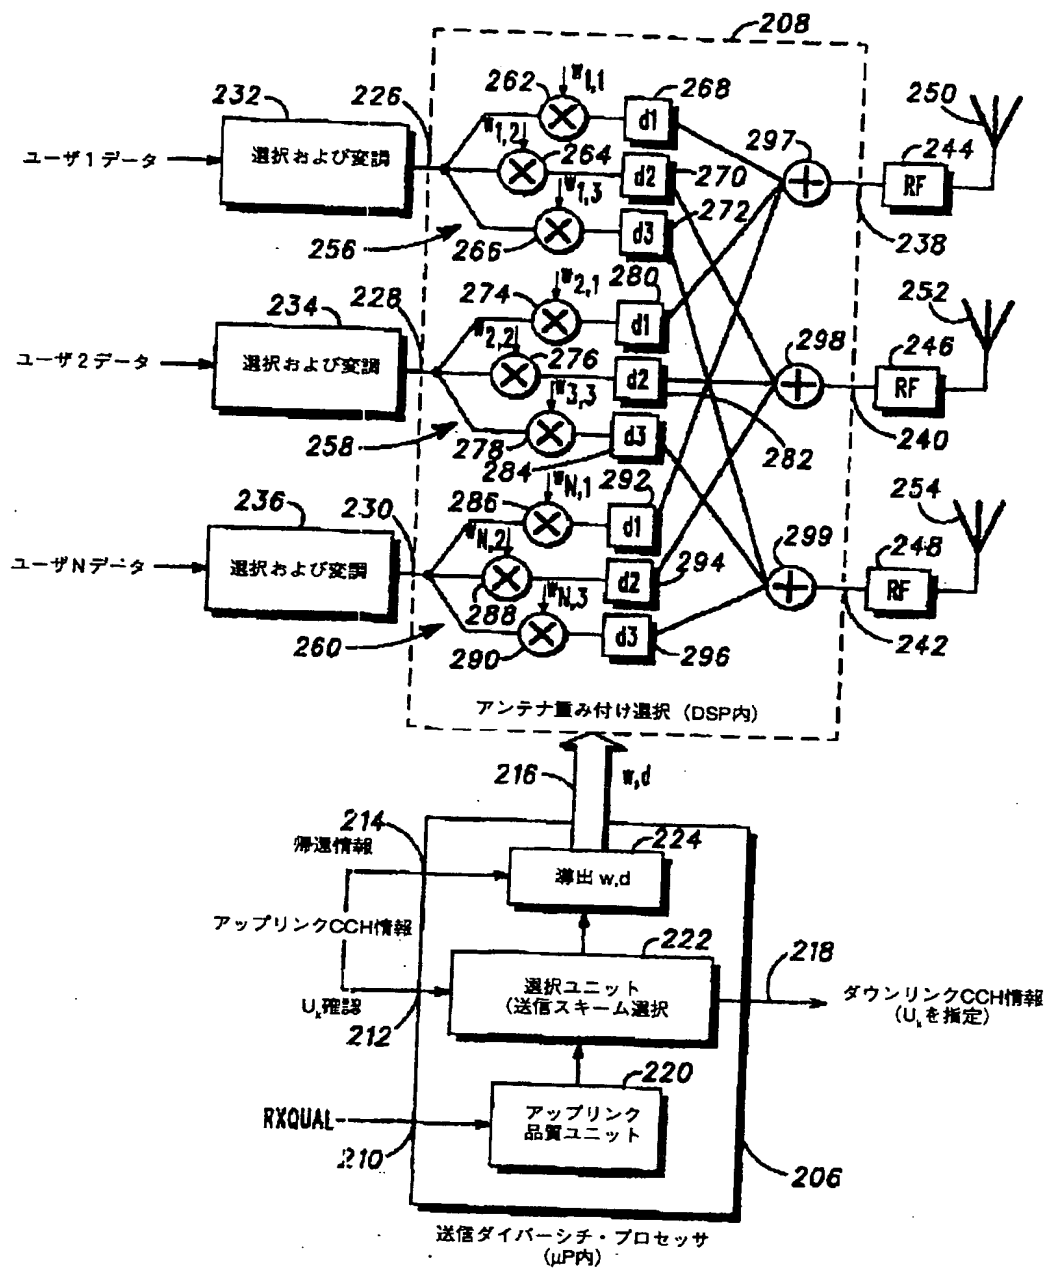 208
232
226
262
w1,1
268
250
ユーザ1データ
選択および変調
w1,2
d1
297
244
264
d2
270
RF
w1,3
256
266
d3
272
238
234
228
274
w2,1
280
252
ユーザ2データ
選択および変調
w2,2
d1
298
246
276
d2
RF
w3,3
258
278
284
d3
282
240
236
230
286
wN,1
292
254
ユーザNデータ
選択および変調
wN,2
d1
299
248
288
d2
294
RF
wN,3
260
290
d3
296
242
アンテナ重み付け選択(DSP内)
216
w,d
214
帰還情報
224
導出 w,d
アップリンクCCH情報
222
218
選択ユニット
(送信スキーム選択
ダウンリンクCCH情報
(Ukを指定)
Uk確認
212
220
RXQUAL
アップリンク
品質ユニット
210
206
送信ダイバーシチ・プロセッサ
(μP内)